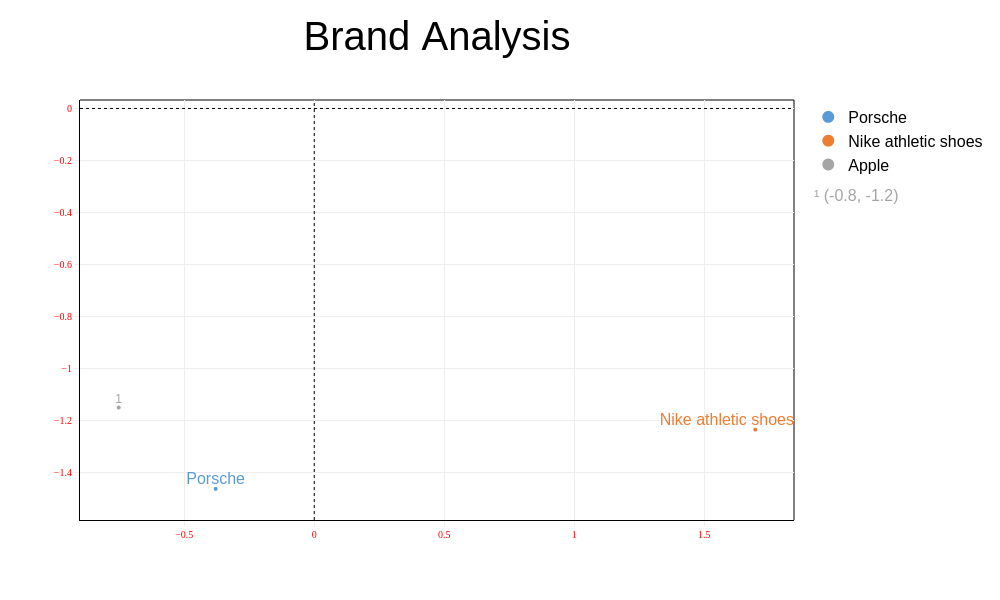 Brand Analysis
0
−0.2
−0.4
−0.6
−0.8
−1
−1.2
−1.4
−0.5
0
0.5
1
1.5
1
Porsche
Nike athletic shoes
Porsche
Nike athletic shoes
Apple
¹ (-0.8, -1.2)